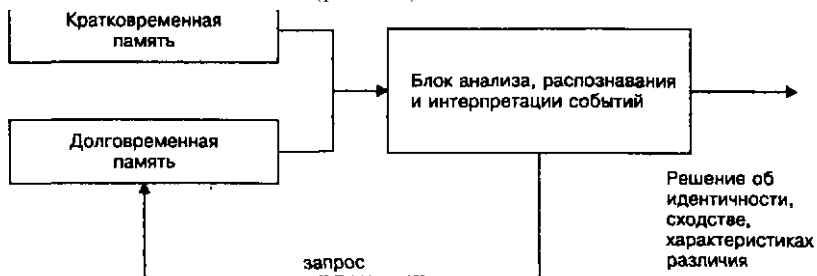 Кратковременная
память
Блок анализа, распознавания
и интерпретации событий
Долговременная
память
Решение об
идентичности,
сходстве,
характеристиках
различия
запрос